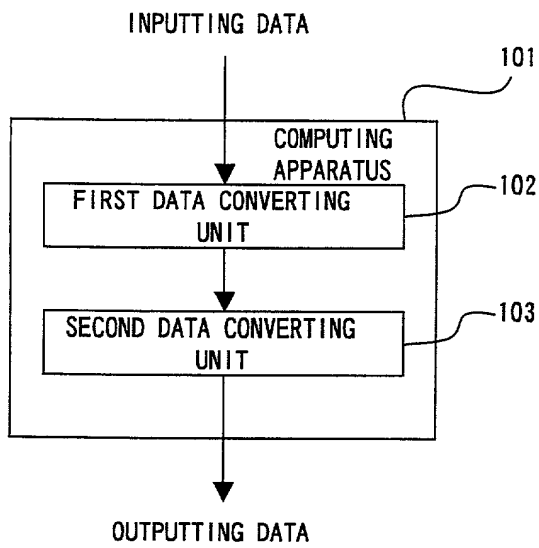 INPUTTING DATA
101
COMPUTING
APPARATUS
102
FIRST DATA CONVERTING
UNIT
103
SECOND DATA CONVERTING
UNIT
OUTPUTTING DATA